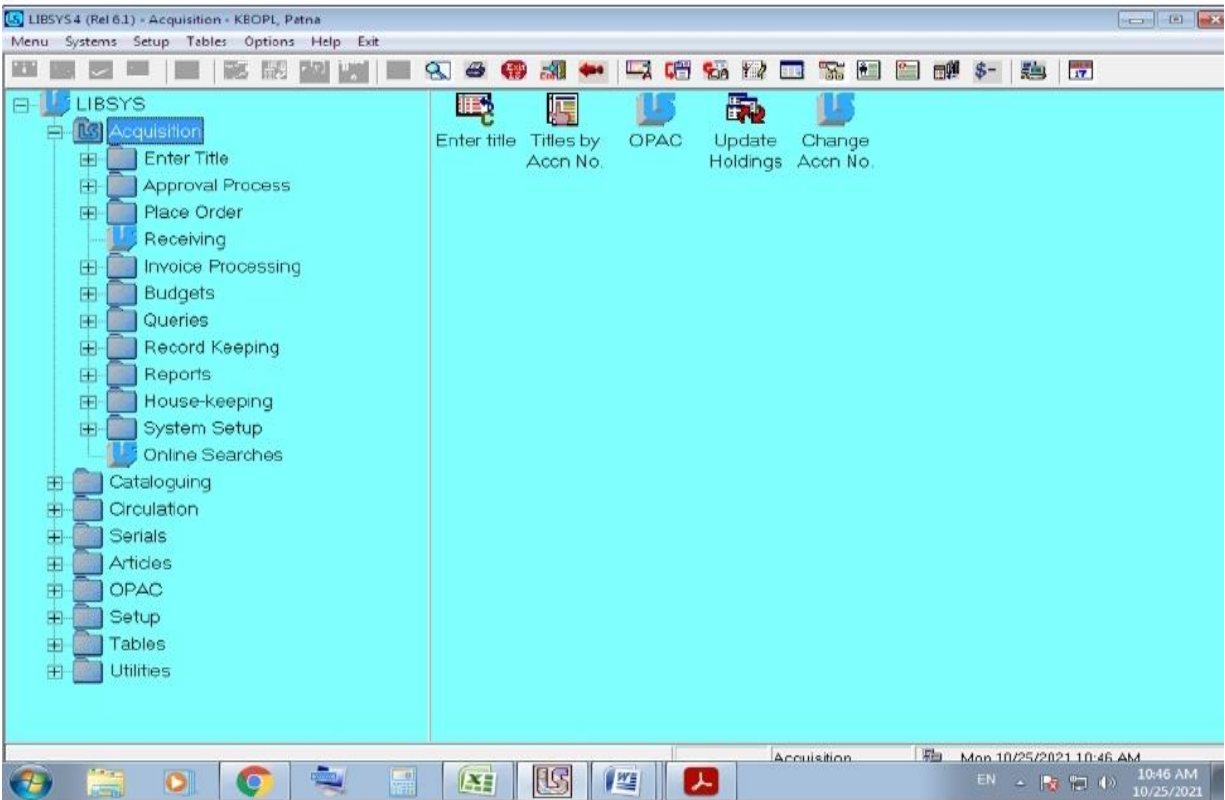 LIBSYS4 (Rel 6.1) - Acquisition - KBOPL, Patna
Menu Systems Setup Tables Options Help Exit
LIBSYS
Acquisition
Enter Title
Approval Process
Place Order
Receiving
Invoice Processing
Budgets
Queries
Record Keeping
Reports
House-keeping
System Setup
Online Searches
Cataloguing
Circulation
Serials
Articles
OPAC
Setup
Tables
Utilities
Enter title
Titles by
Accn No.
OPAC
Update
Holdings
Change
Accn No.
Acquisition
Mon 10/25/2021 10:46 AM
EN
10:46 AM
10/25/2021